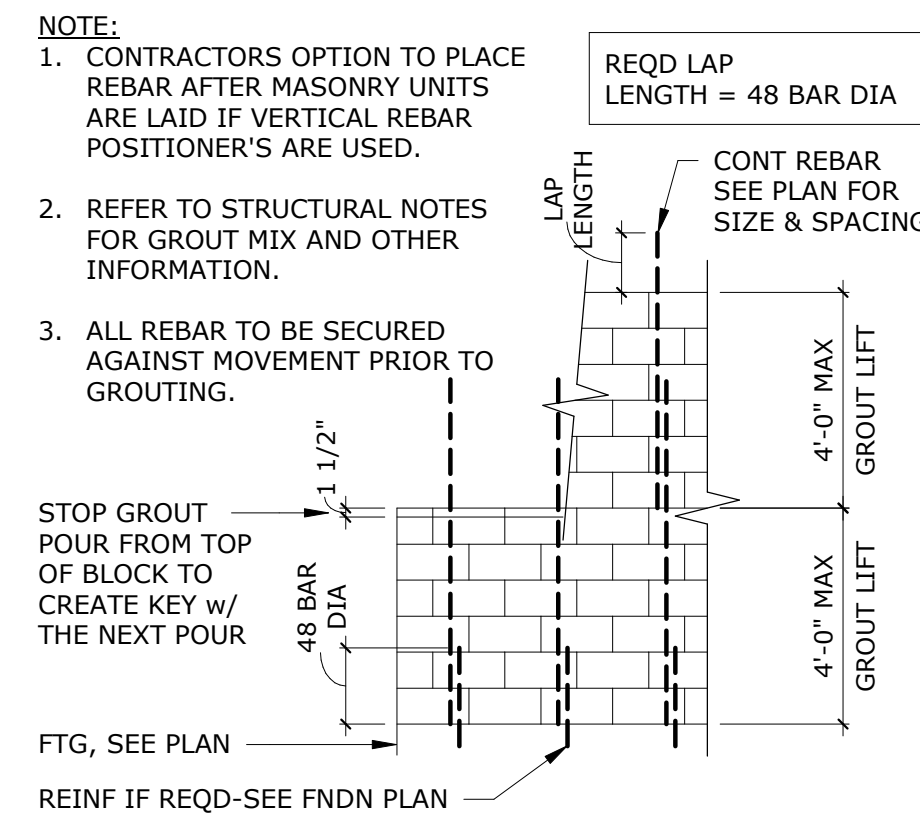 NOTE:
1. CONTRACTORS OPTION TO PLACE
REBAR AFTER MASONRY UNITS
ARE LAID IF VERTICAL REBAR
POSITIONER'S ARE USED.
2. REFER TO STRUCTURAL NOTES
FOR GROUT MIX AND OTHER
INFORMATION.
3. ALL REBAR TO BE SECURED
AGAINST MOVEMENT PRIOR TO
GROUTING.
REQD LAP
LENGTH = 48 BAR DIA
LAP
LENGTH
CONT REBAR
SEE PLAN FOR
SIZE & SPACING
4'-0" MAX
GROUT LIFT
1 1/2"
STOP GROUT
POUR FROM TOP
OF BLOCK TO
CREATE KEY w/
THE NEXT POUR
48 BAR
DIA
4'-0" MAX
GROUT LIFT
FTG, SEE PLAN
REINF IF REQD-SEE FNDN PLAN